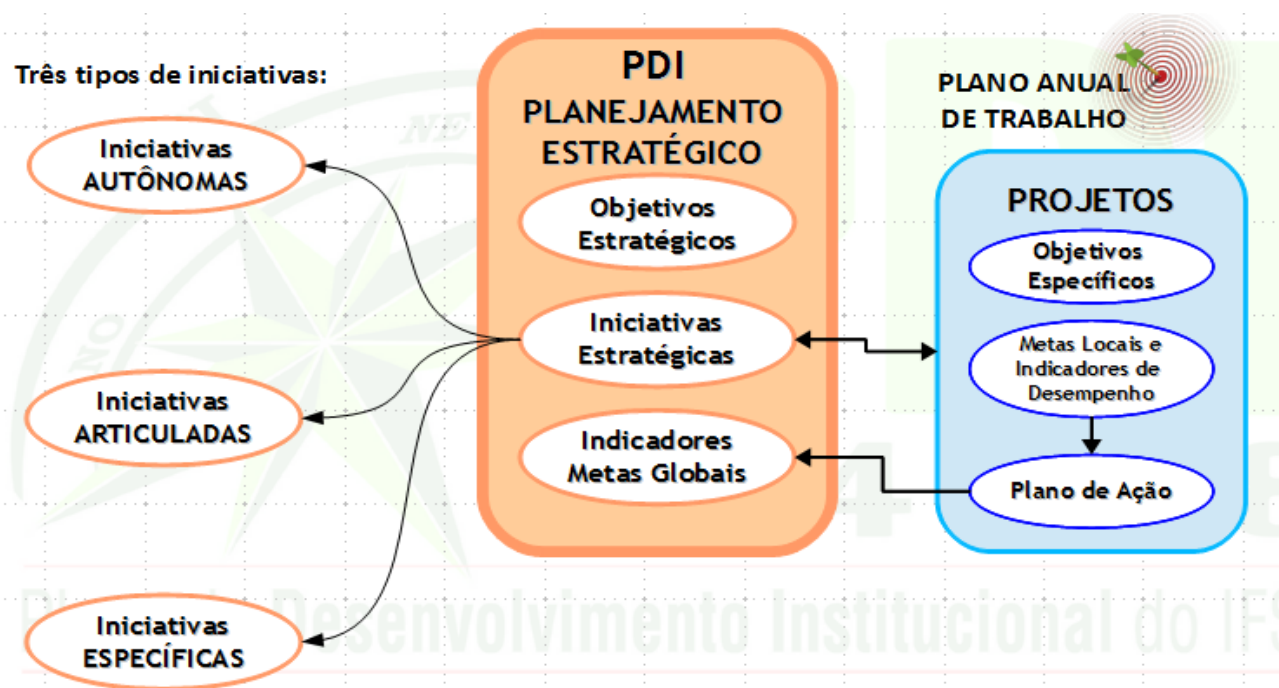 Três tipos de iniciativas:
Iniciativas
AUTÔNOMAS
Iniciativas
ARTICULADAS
Iniciativas
ESPECÍFICAS
PDI
PLANEJAMENTO
ESTRATÉGICO
Objetivos
Estratégicos
Iniciativas
Estratégicas
Indicadores
Metas Globais
PLANO ANUAL
DE TRABALHO
PROJETOS
Objetivos
Específicos
Metas Locais e
Indicadores de
Desempenho
Plano de Ação
NE
Desenvolvimento Institucional do IFS